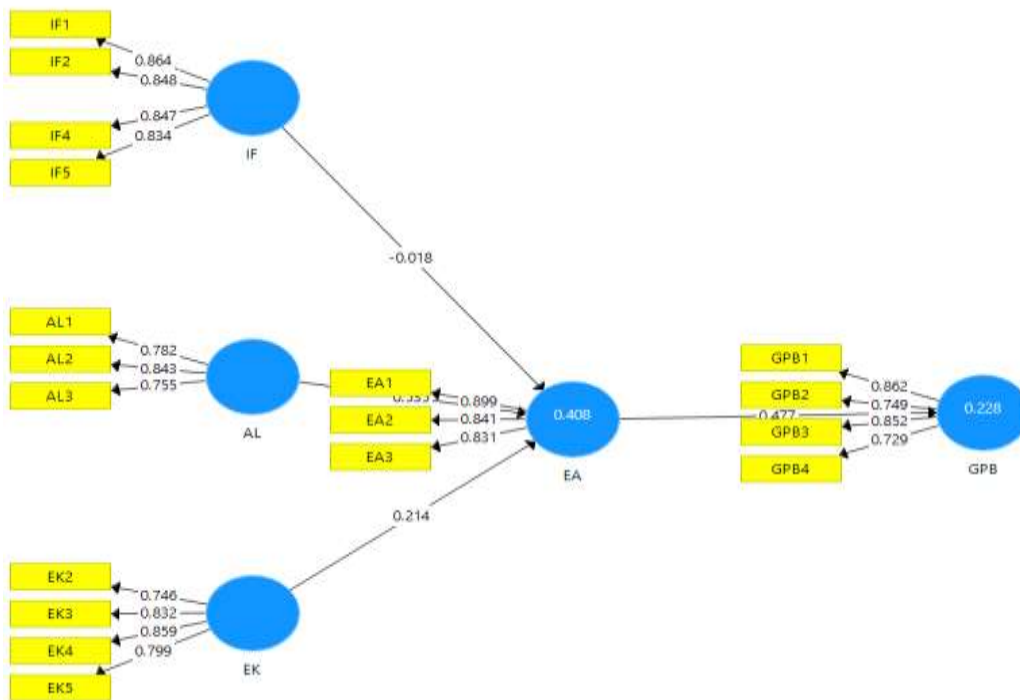 IF1
IF2
IF4
IF5
0.864
0.848
0.847
0.834
IF
-0.018
AL1
AL2
AL3
0.782
0.843
0.755
AL
EA1
EA2
EA3
0.899
0.841
0.831
0.408
EA
GPB1
GPB2
GPB3
GPB4
0.862
0.749
0.477
0.852
0.729
0.228
GPB
0.214
EK2
EK3
EK4
EK5
0.746
0.832
0.859
0.799
EK